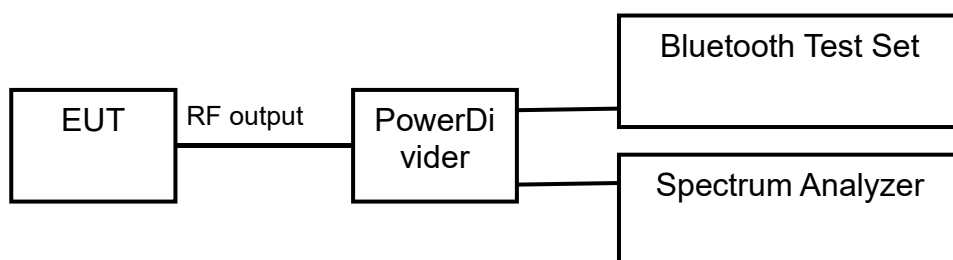 Bluetooth Test Set
EUT
RF output
PowerDi
vider
Spectrum Analyzer